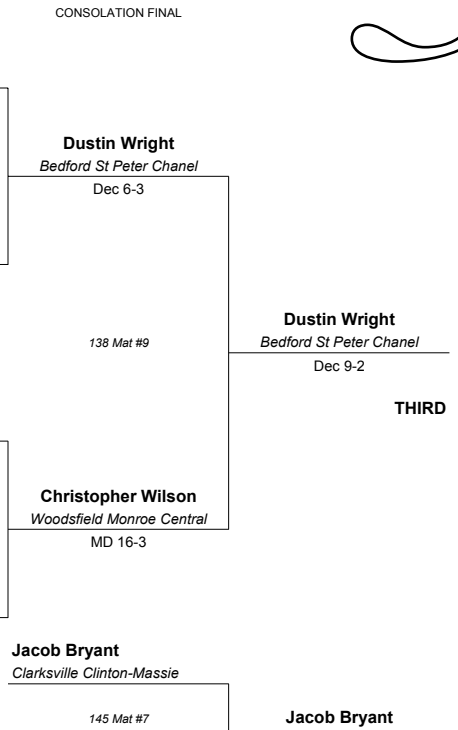 CONSOLATION FINAL
Dustin Wright
Bedford St Peter Chanel
Dec 6-3
138 Mat #9
Dustin Wright
Bedford St Peter Chanel
Dec 9-2
THIRD
Christopher Wilson
Woodsfield Monroe Central
MD 16-3
Jacob Bryant
Clarksville Clinton-Massie
145 Mat #7
Jacob Bryant